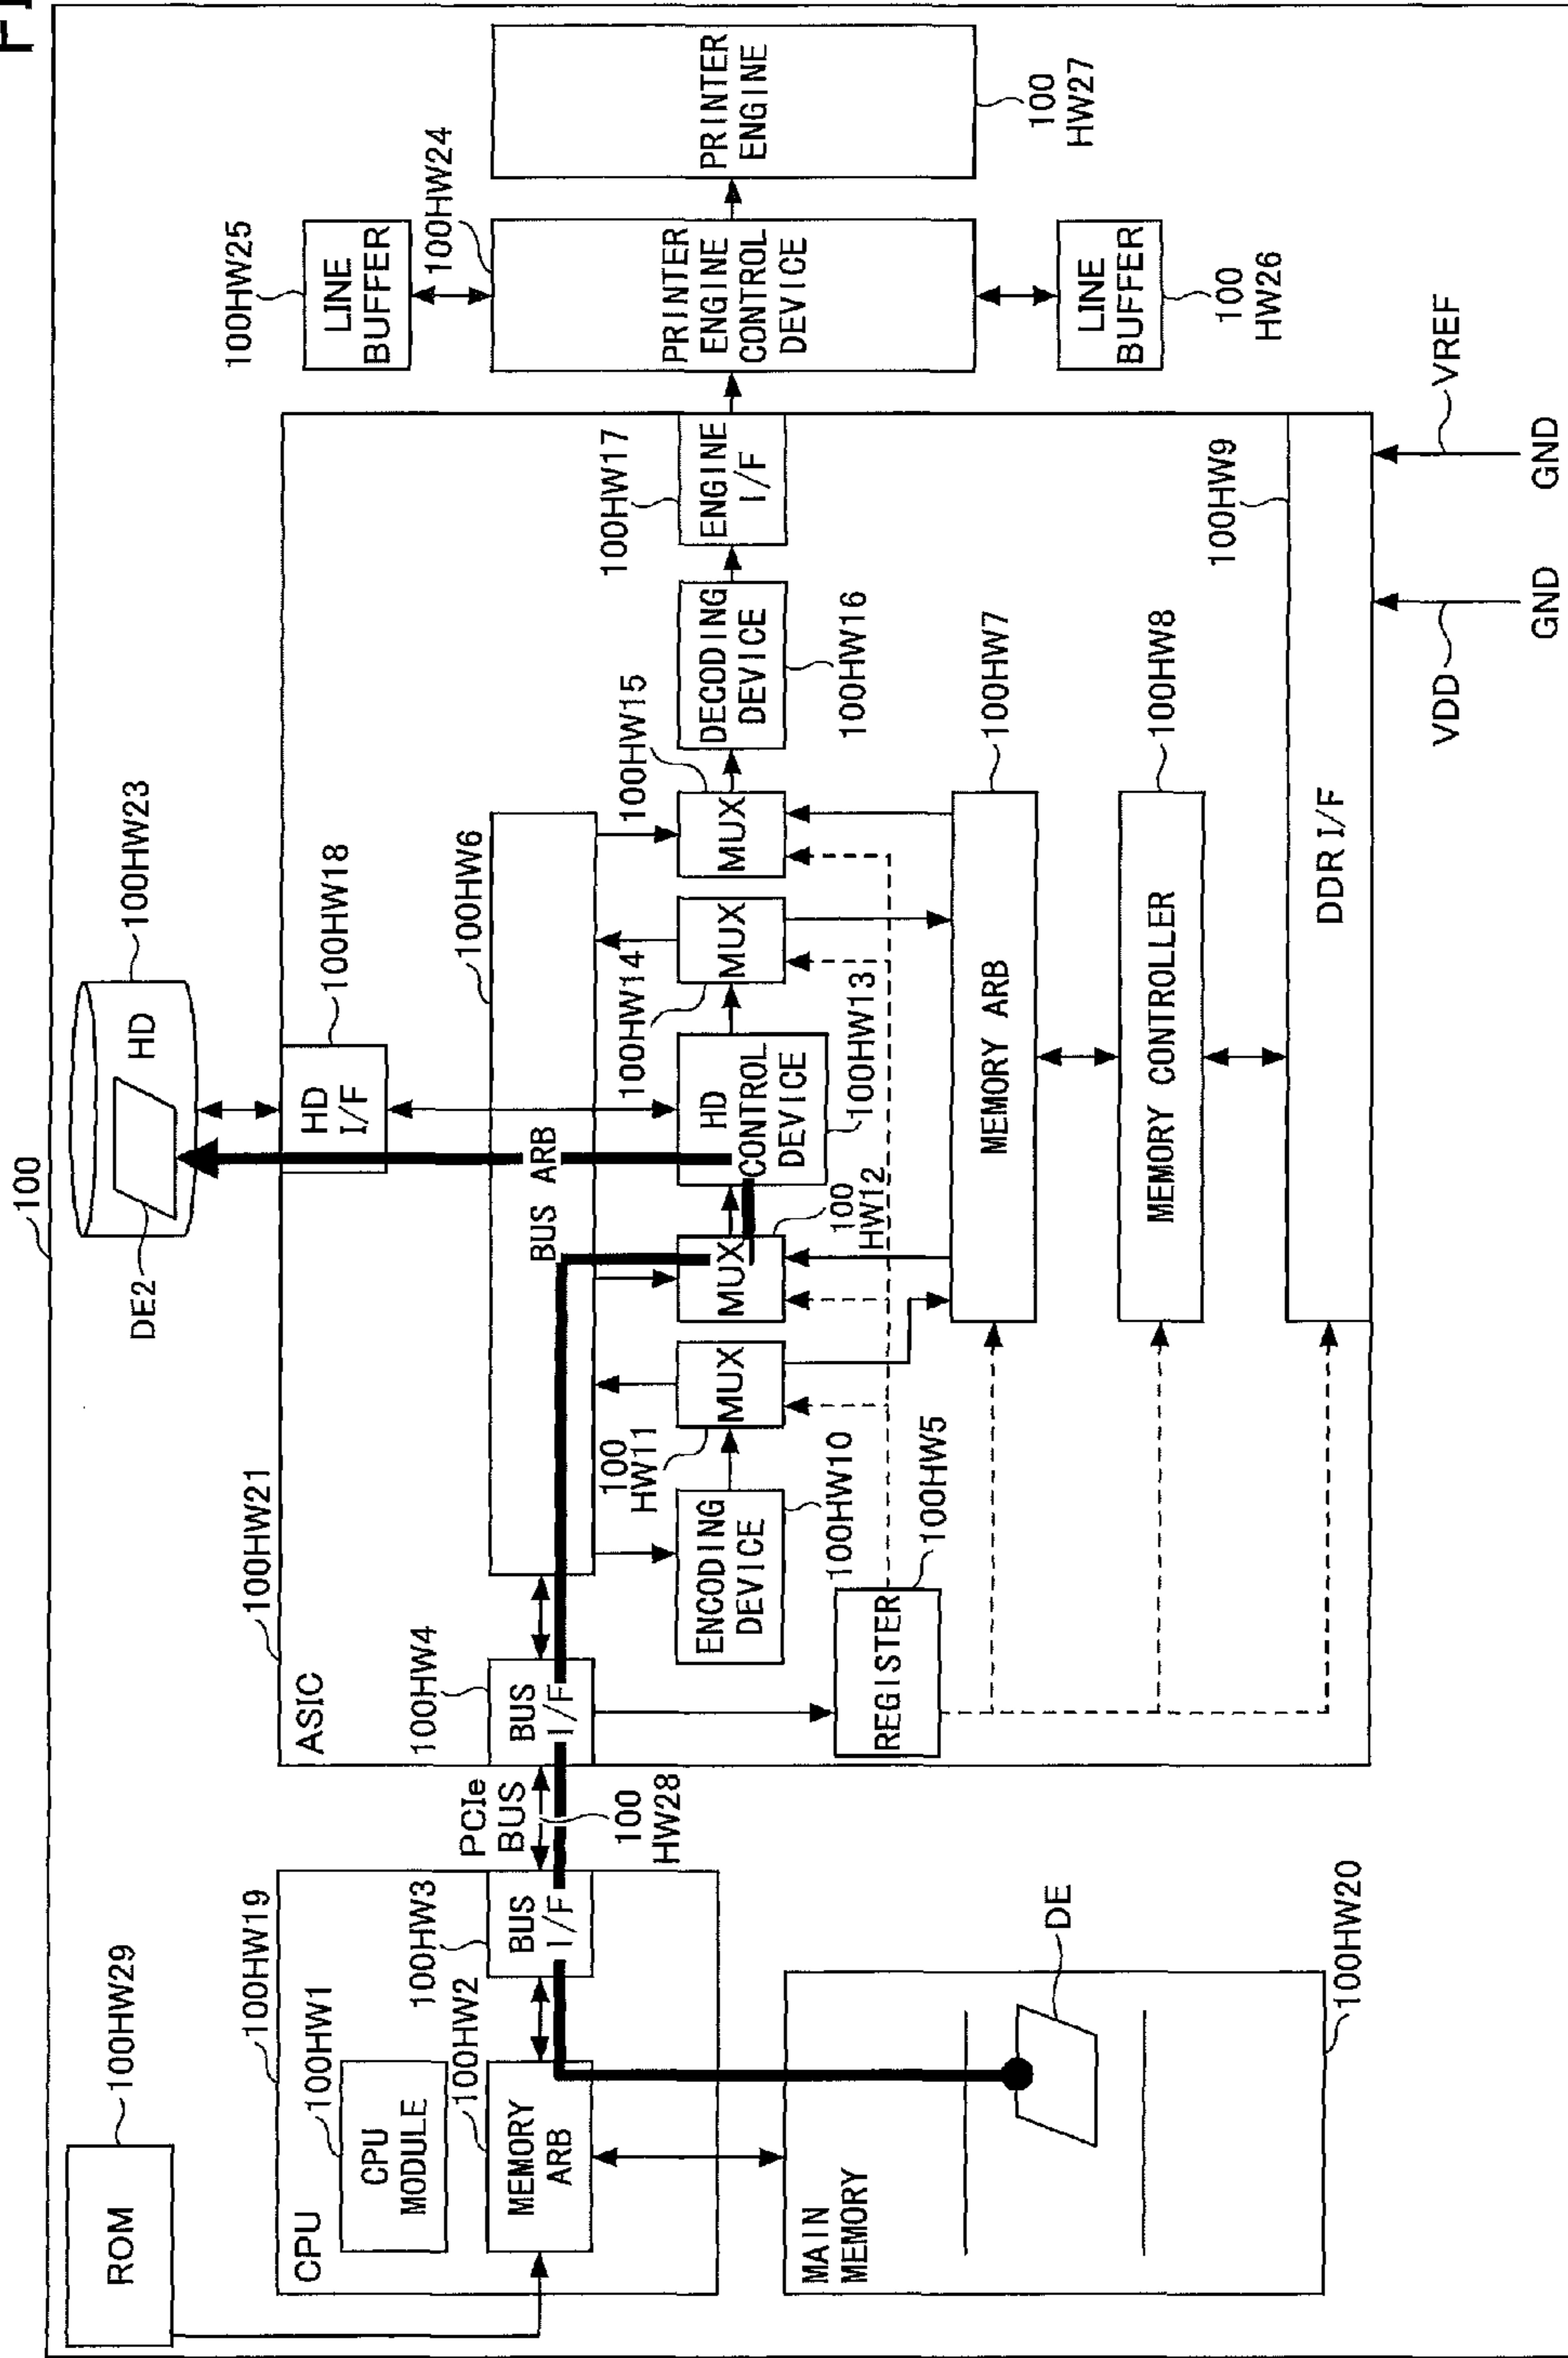 100
ROM
100HW29
CPU
100HW19
CPU
MODULE
100HW1
MEMORY
ARB
100HW2
BUS
I/F
100HW3
MAIN
MEMORY
DE
100HW20
PCIe
BUS
100
HW28
ASIC
100HW21
BUS
I/F
100HW4
REGISTER
100HW5
ENCODING
DEVICE
100HW10
MUX
100
HW11
MUX
100
HW12
BUS ARB
100HW6
HD
CONTROL
DEVICE
100HW13
MUX
100HW14
MUX
100HW15
DECODING
DEVICE
100HW16
ENGINE
I/F
100HW17
HD
I/F
100HW18
HD
100HW23
DE2
MEMORY ARB
100HW7
MEMORY CONTROLLER
100HW8
DDR I/F
100HW9
VDD
GND
VREF
GND
LINE
BUFFER
100HW25
PRINTER
ENGINE
CONTROL
DEVICE
100HW24
LINE
BUFFER
100
HW26
PRINTER
ENGINE
100
HW27